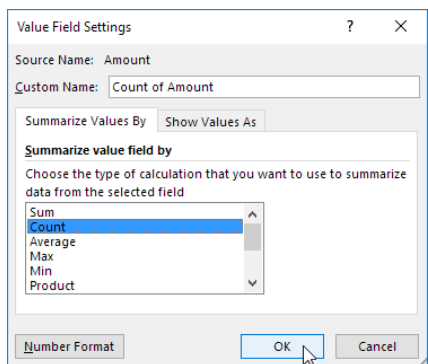 Value Field Settings ? ×
Source Name: Amount
Custom Name: Count of Amount
Summarize Values By Show Values As
Summarize value field by
Choose the type of calculation that you want to use to summarize
data from the selected field
Sum
Count
Average
Max
Min
Product
Number Format OK Cancel